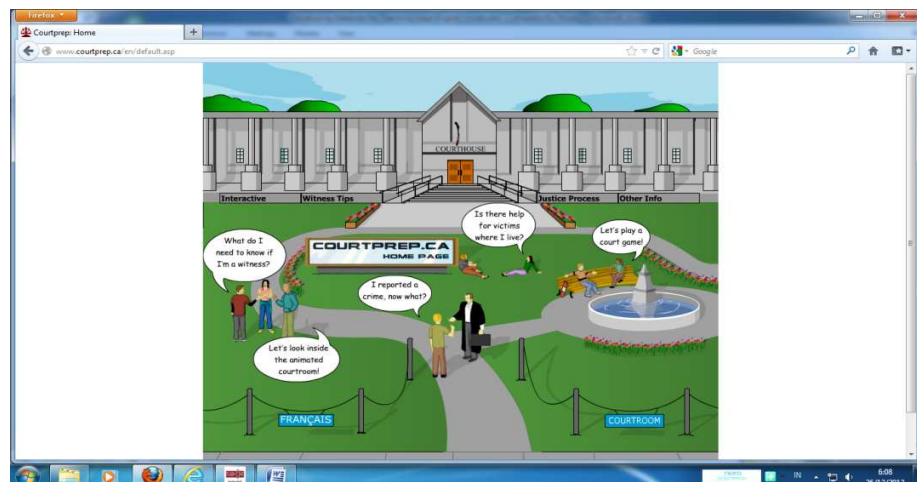 Firefox
Courtprep: Home
www.courtprep.ca/en/default.asp
Google
COURTHOUSE
Interactive
Witness Tips
Justice Process
Other Info
Is there help
for victims
where I live?
Let's play a
court game!
What do I
need to know if
I'm a witness?
COURTPREP.CA
HOME PAGE
I reported a
crime, now what?
Let's look inside
the animated
courtroom!
FRANÇAIS
COURTROOM
IN
6:08